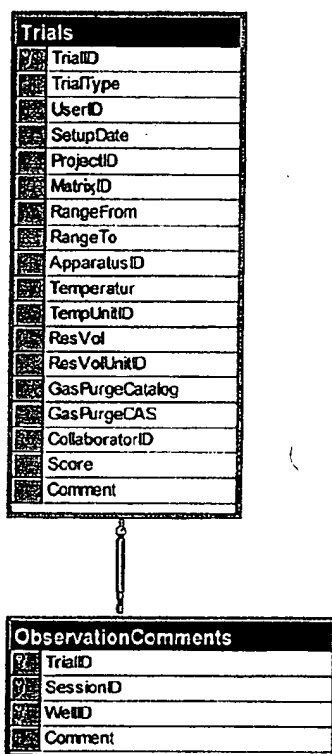 Trials
TrialID
TrialType
UserID
SetupDate
ProjectID
MatrixID
RangeFrom
RangeTo
ApparatusID
Temperatur
TempUnitID
ResVol
ResVolUnitID
GasPurgeCatalog
GasPurgeCAS
CollaboratorID
Score
Comment
ObservationComments
TrialID
SessionID
WellID
Comment